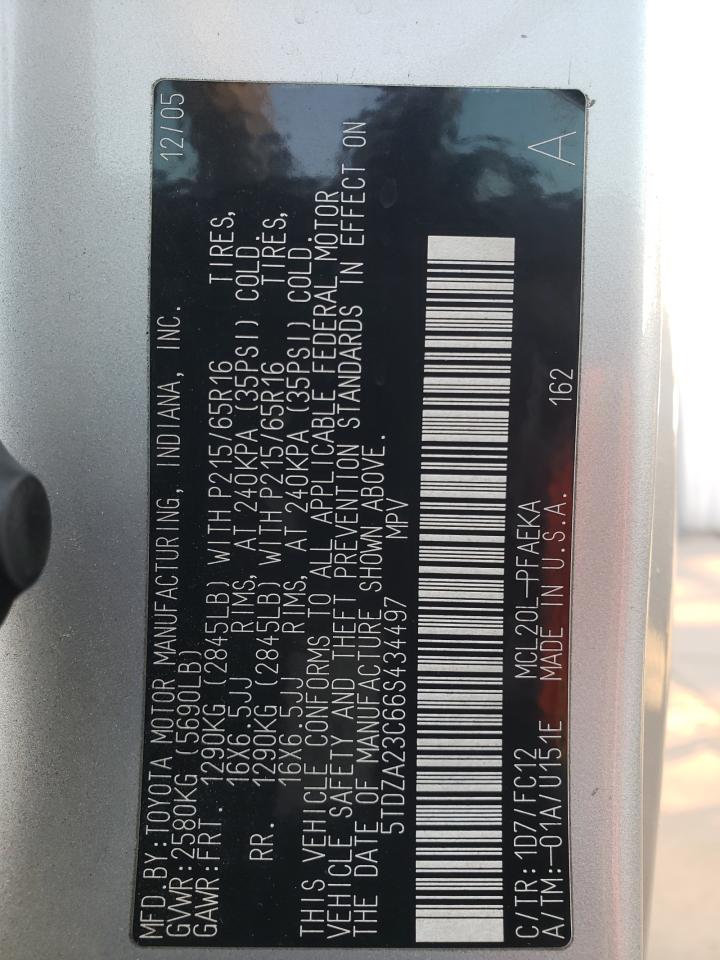 MFD.BY:TOYOTA MOTOR MANUFACTURING, INDIANA, INC. 12/05
GVWR:2580KG (5690LB)
GAWR:FRT. 1290KG (2845LB) WITH P215/65R16 TIRES,
16X6.5JJ RIMS, AT 240KPA (35PSI) COLD.
RR. 1290KG (2845LB) WITH P215/65R16 TIRES,
16X6.5JJ RIMS, AT 240KPA (35PSI) COLD.
THIS VEHICLE CONFORMS TO ALL APPLICABLE FEDERAL MOTOR
VEHICLE SAFETY AND THEFT PREVENTION STANDARDS IN EFFECT ON
THE DATE OF MANUFACTURE SHOWN ABOVE.
5TDZA23C66S434497 MPV
C/TR:1D7/FC12 MCL20L-PFAEKA
A/TM:-01A/U151E MADE IN U.S.A. 162 A